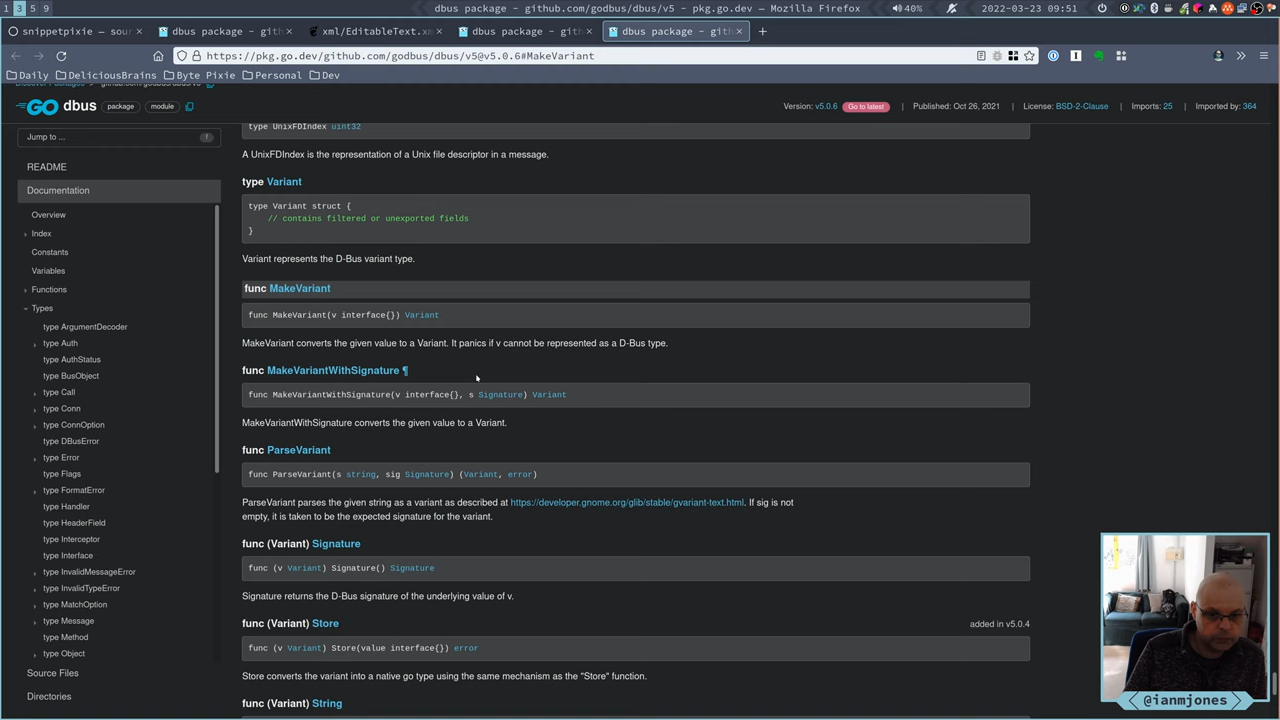 1 3 5 9
dbus package - github.com/godbus/dbus/v5 - pkg.go.dev — Mozilla Firefox
40%
2022-03-23 09:51
snippetpixie — sour
dbus package - gith
xml/EditableText.xm
dbus package - gith
dbus package - gith
https://pkg.go.dev/github.com/godbus/dbus/v5@v5.0.6#MakeVariant
Daily
DeliciousBrains
Byte Pixie
Personal
Dev
GO dbus
package
module
Version: v5.0.6
Go to latest
Published: Oct 26, 2021
License: BSD-2-Clause
Imports: 25
Imported by: 364
Jump to ...
f
README
Documentation
Overview
Index
Constants
Variables
Functions
Types
type ArgumentDecoder
type Auth
type AuthStatus
type BusObject
type Call
type Conn
type ConnOption
type DBusError
type Error
type Flags
type FormatError
type Handler
type HeaderField
type Interceptor
type Interface
type InvalidMessageError
type InvalidTypeError
type MatchOption
type Message
type Method
type Object
Source Files
Directories
type UnixFDIndex uint32
A UnixFDIndex is the representation of a Unix file descriptor in a message.
type Variant
type Variant struct {
// contains filtered or unexported fields
}
Variant represents the D-Bus variant type.
func MakeVariant
func MakeVariant(v interface{}) Variant
MakeVariant converts the given value to a Variant. It panics if v cannot be represented as a D-Bus type.
func MakeVariantWithSignature ¶
func MakeVariantWithSignature(v interface{}, s Signature) Variant
MakeVariantWithSignature converts the given value to a Variant.
func ParseVariant
func ParseVariant(s string, sig Signature) (Variant, error)
ParseVariant parses the given string as a variant as described at https://developer.gnome.org/glib/stable/gvariant-text.html. If sig is not
empty, it is taken to be the expected signature for the variant.
func (Variant) Signature
func (v Variant) Signature() Signature
Signature returns the D-Bus signature of the underlying value of v.
func (Variant) Store
added in v5.0.4
func (v Variant) Store(value interface{}) error
Store converts the variant into a native go type using the same mechanism as the "Store" function.
func (Variant) String
@ianmjones